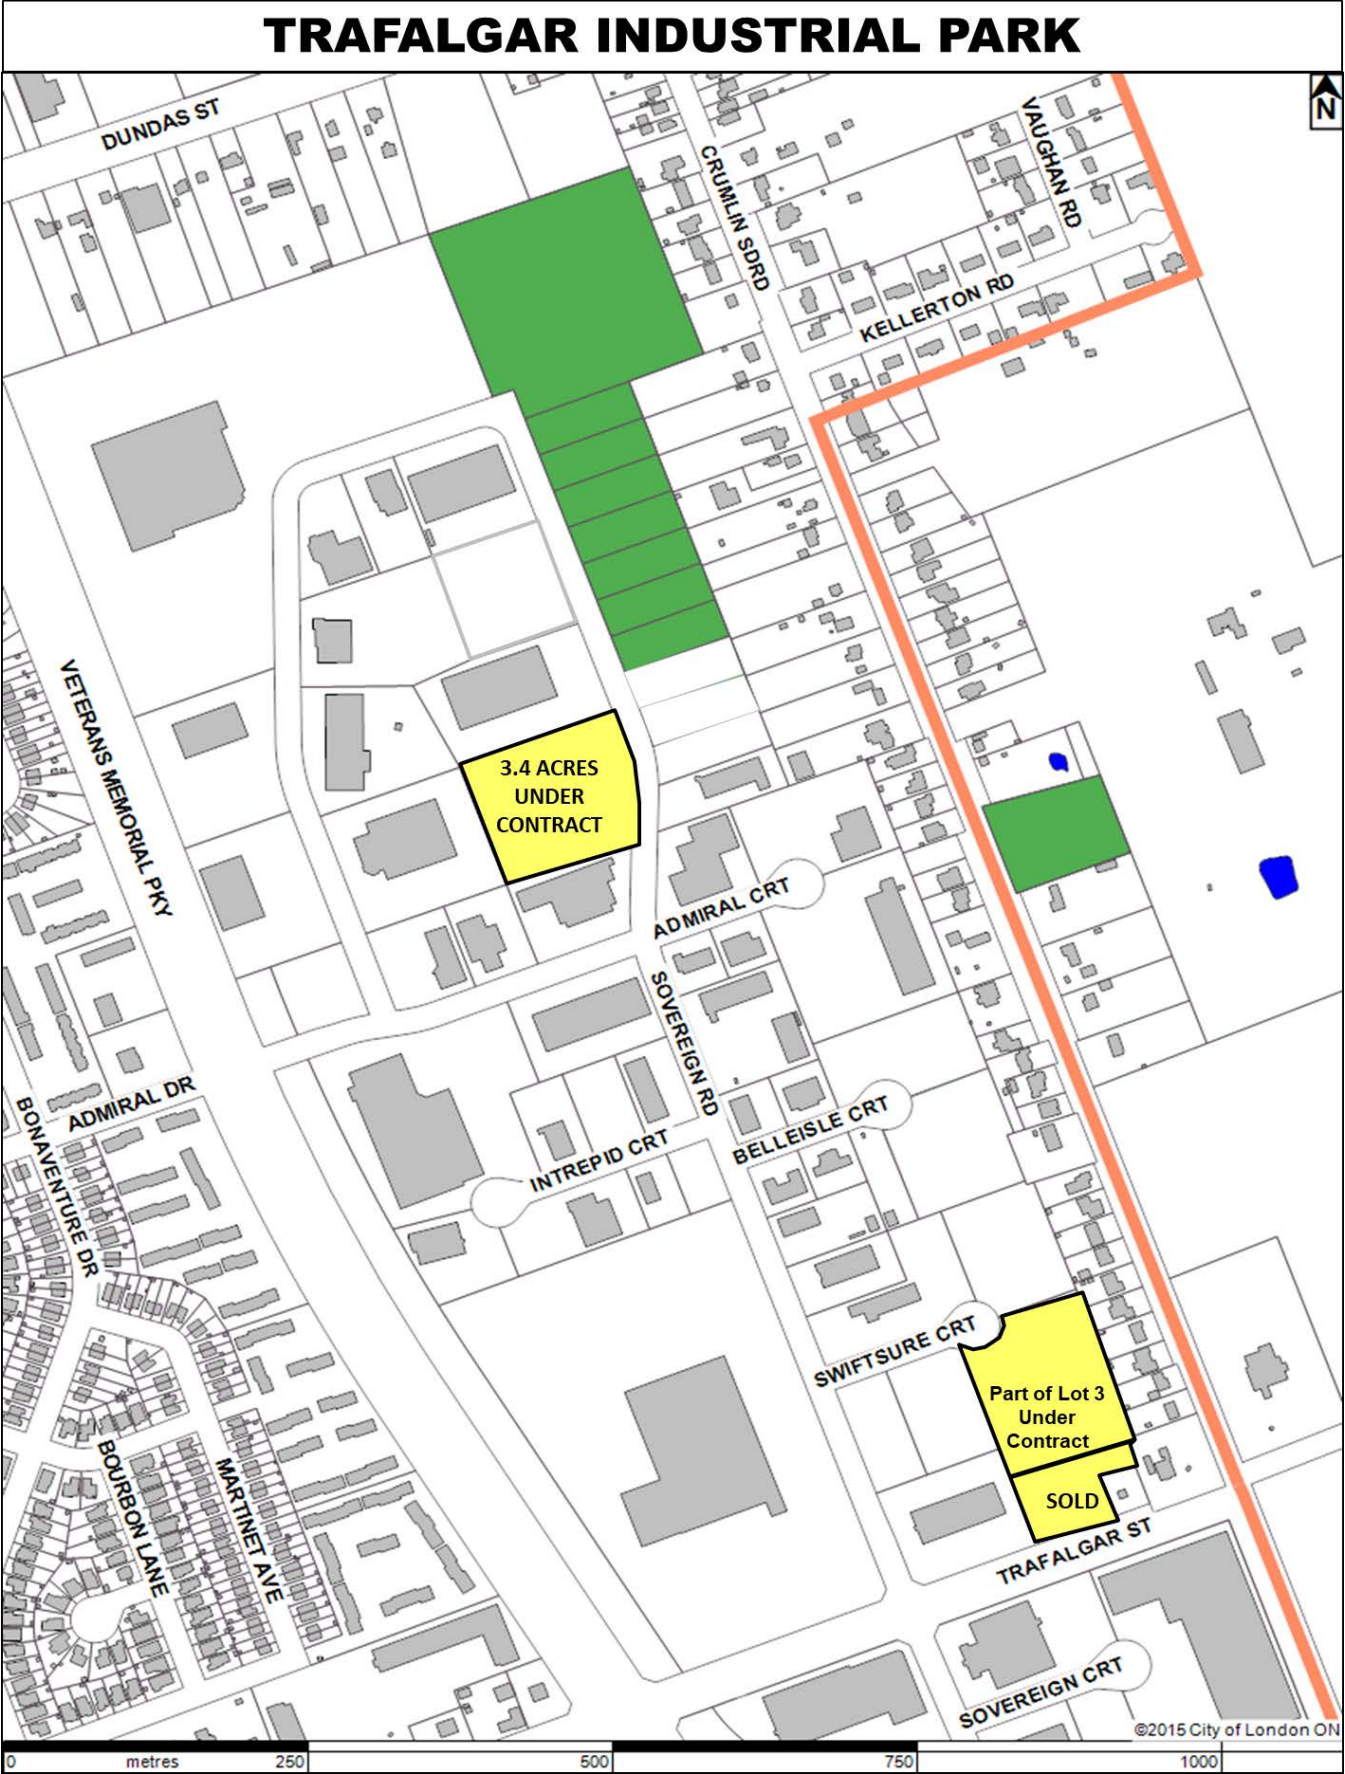 TRAFALGAR INDUSTRIAL PARK
N
DUNDAS ST
CRUMLIN SDRD
VAUGHAN RD
KELLERTON RD
VETERANS MEMORIAL PKY
3.4 ACRES
UNDER
CONTRACT
ADMIRAL CRT
SOVEREIGN RD
ADMIRAL DR
BONAVENTURE DR
INTREPID CRT
BELLEISLE CRT
SWIFTSURE CRT
Part of Lot 3
Under
Contract
SOLD
BOURBON LANE
MARTINET AVE
TRAFALGAR ST
SOVEREIGN CRT
©2015 City of London ON
0 metres 250 500 750 1000